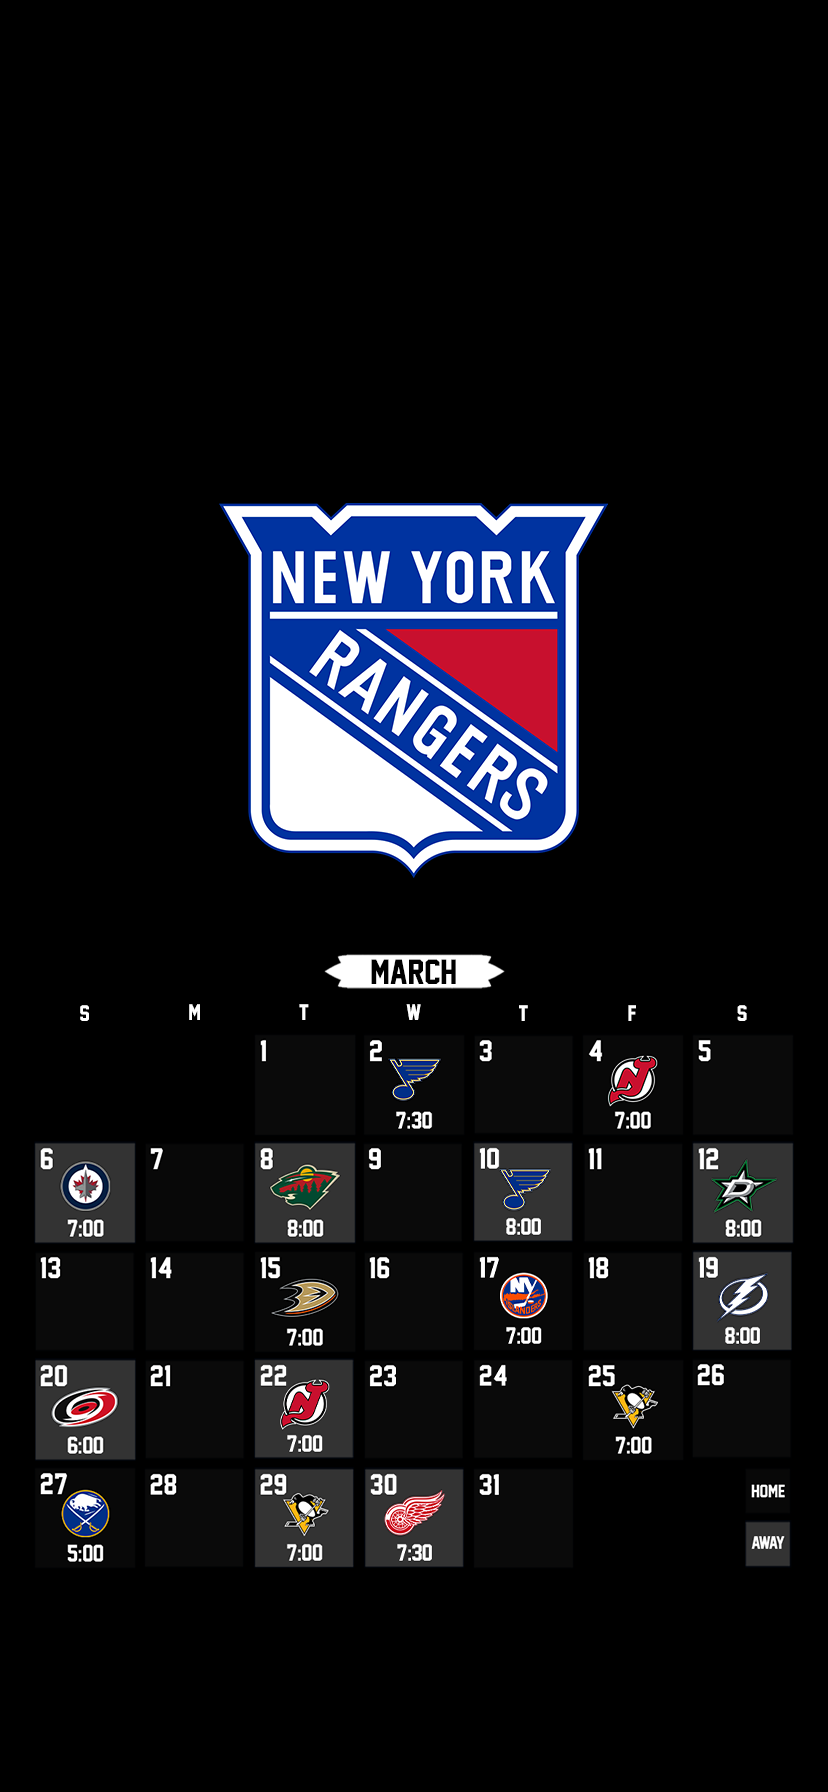 NEW YORK
RANGERS
MARCH
S M T W T F S
1 2 3 4 5
7:30 7:00
6 7 8 9 10 11 12
7:00 8:00 8:00 8:00
13 14 15 16 17 18 19
NY
ISLANDERS
7:00 7:00 8:00
20 21 22 23 24 25 26
6:00 7:00 7:00
27 28 29 30 31
HOME
5:00 7:00 7:30
AWAY